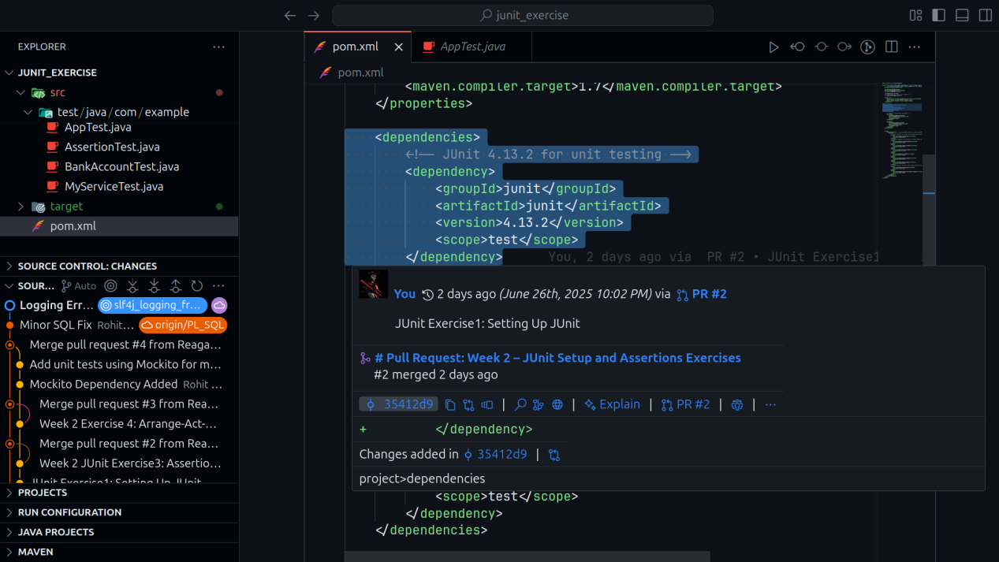 junit_exercise
EXPLORER
JUNIT_EXERCISE
src
test/java/com/example
AppTest.java
AssertionTest.java
BankAccountTest.java
MyServiceTest.java
target
pom.xml
SOURCE CONTROL: CHANGES
SOUR... Auto
Logging Err... slf4j_logging_fr...
Minor SQL Fix Rohit... origin/PL_SQL
Merge pull request #4 from Reaga...
Add unit tests using Mockito for m...
Mockito Dependency Added Rohit ...
Merge pull request #3 from Rea...
Week 2 Exercise 4: Arrange-Act-...
Merge pull request #2 from Rea...
Week 2 JUnit Exercise3: Assertio...
JUnit Exercise1: Setting Up JUnit
PROJECTS
RUN CONFIGURATION
JAVA PROJECTS
MAVEN
pom.xml
AppTest.java
pom.xml
<maven.compiler.target>1.7</maven.compiler.target>
</properties>
<dependencies>
<!-- JUnit 4.13.2 for unit testing -->
<dependency>
<groupId>junit</groupId>
<artifactId>junit</artifactId>
<version>4.13.2</version>
<scope>test</scope>
</dependency> You, 2 days ago via PR #2 • JUnit Exercise1
You 2 days ago (June 26th, 2025 10:02 PM) via PR #2
JUnit Exercise1: Setting Up JUnit
# Pull Request: Week 2 – JUnit Setup and Assertions Exercises
#2 merged 2 days ago
35412d9 | | Explain | PR #2 | | ...
+ </dependency>
Changes added in 35412d9 |
project>dependencies
<scope>test</scope>
</dependency>
</dependencies>